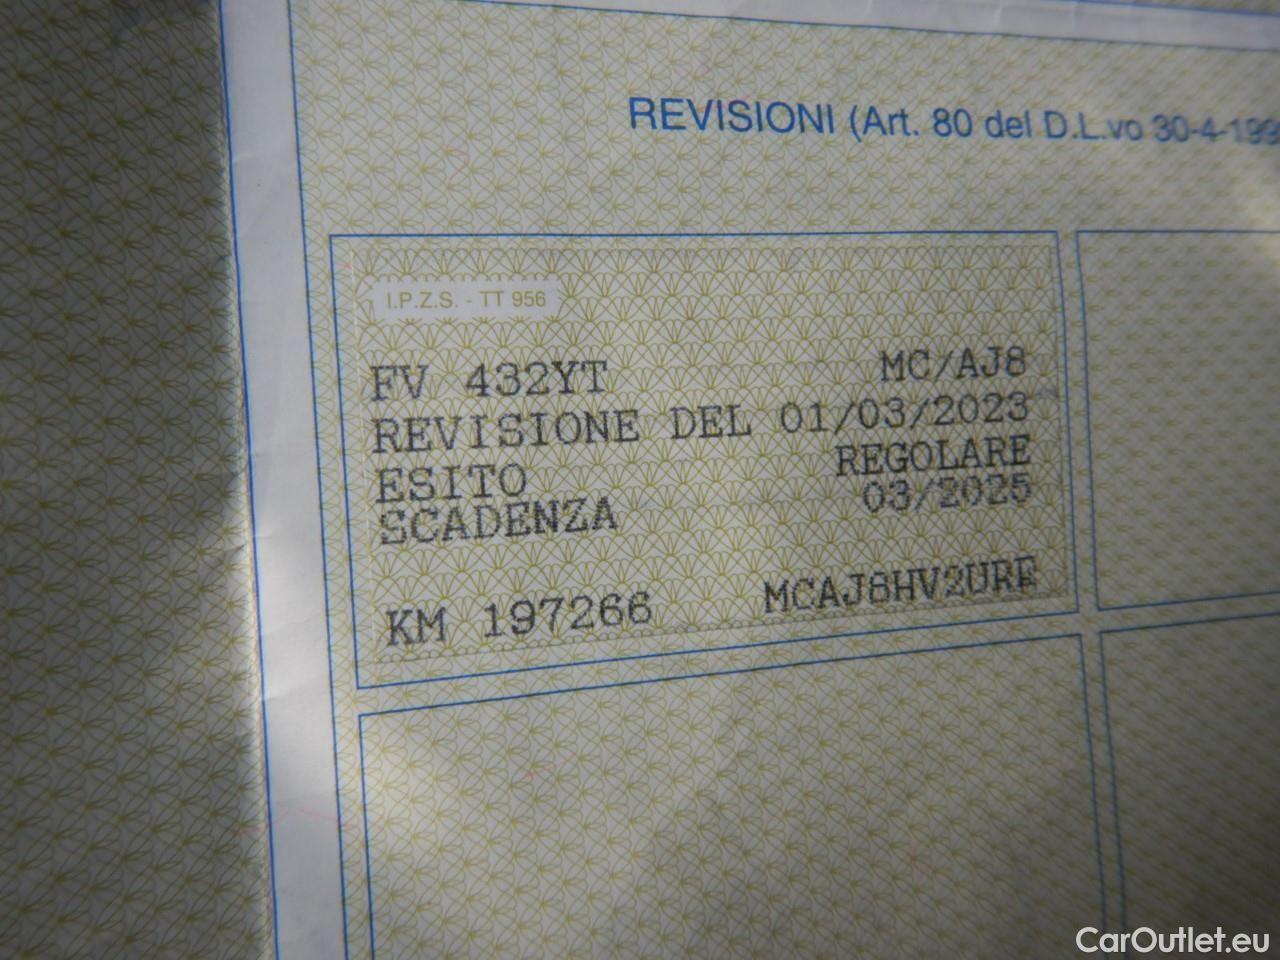 REVISIONI (Art. 80 del D.L.vo 30-4-199
I.P.Z.S. - TT 956
FV 432YT MC/AJ8
REVISIONE DEL 01/03/2023
ESITO REGOLARE
SCADENZA 03/2025
KM 197266 MCAJ8HV2URE
CarOutlet.eu